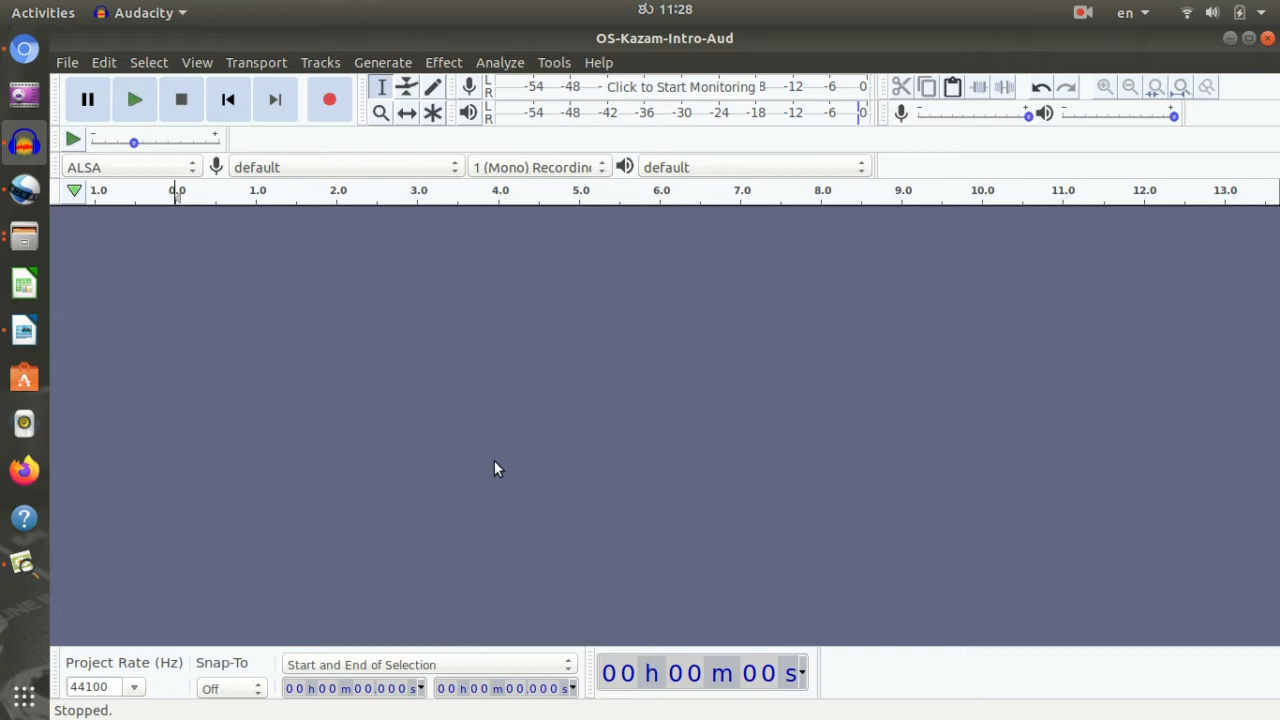 Activities Audacity ಶನಿ 11:28 en
OS-Kazam-Intro-Aud
File Edit Select View Transport Tracks Generate Effect Analyze Tools Help
L R -54 -48 - Click to Start Monitoring 8 -12 -6 0
L R -54 -48 -42 -36 -30 -24 -18 -12 -6 0
- + - +
- +
ALSA default 1 (Mono) Recordin default
1.0 0.0 1.0 2.0 3.0 4.0 5.0 6.0 7.0 8.0 9.0 10.0 11.0 12.0 13.0
Project Rate (Hz) Snap-To Start and End of Selection
44100 Off 00 h 00 m 00.000 s 00 h 00 m 00.000 s 00 h 00 m 00 s
Stopped.